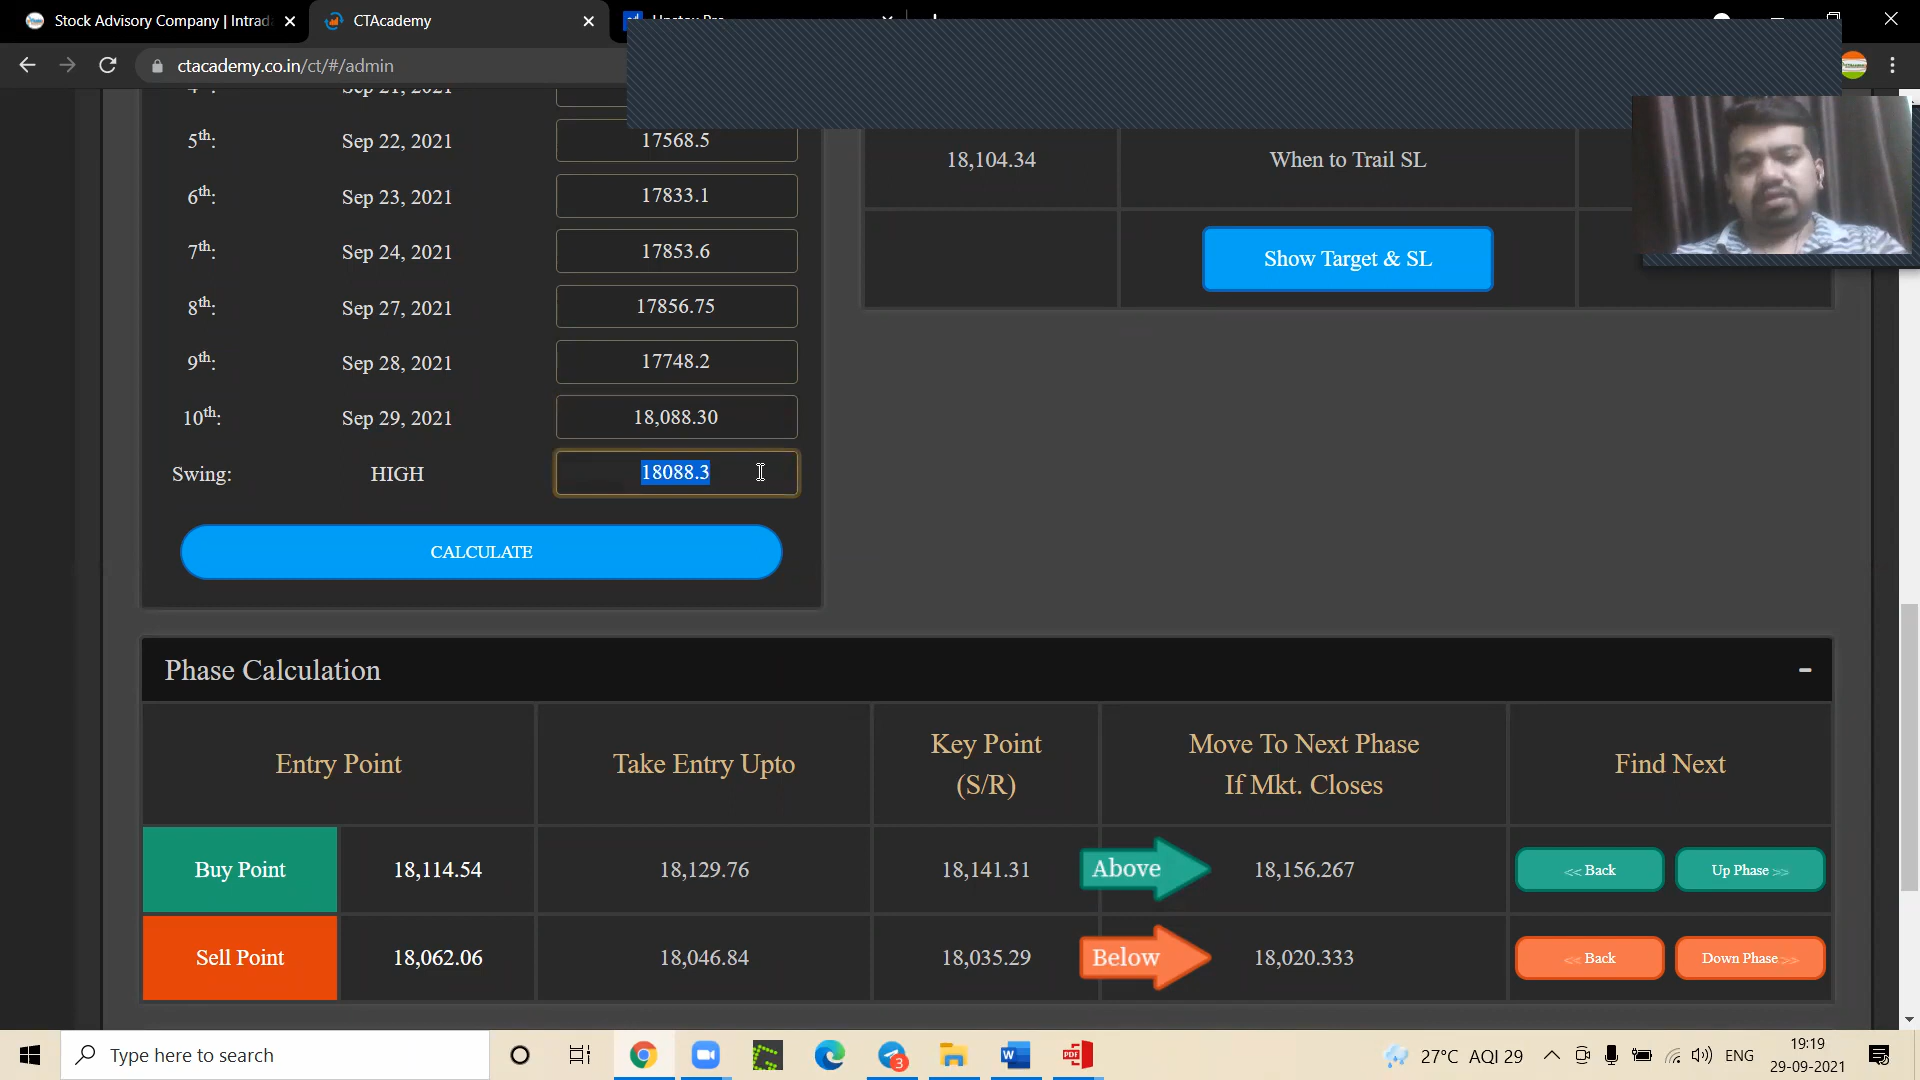 Stock Advisory Company | Intrad
CTAcademy
ctacademy.co.in/ct/#/admin
5th: Sep 22, 2021 17568.5
6th: Sep 23, 2021 17833.1
7th: Sep 24, 2021 17853.6
8th: Sep 27, 2021 17856.75
9th: Sep 28, 2021 17748.2
10th: Sep 29, 2021 18,088.30
Swing: HIGH 18088.3
CALCULATE
18,104.34 When to Trail SL
Show Target & SL
Phase Calculation
Entry Point Take Entry Upto Key Point (S/R) Move To Next Phase If Mkt. Closes Find Next
Buy Point 18,114.54 18,129.76 18,141.31 Above 18,156.267 << Back Up Phase >>
Sell Point 18,062.06 18,046.84 18,035.29 Below 18,020.333 << Back Down Phase >>
Type here to search
3
W
PDF
27°C AQI 29
ENG
19:19
29-09-2021